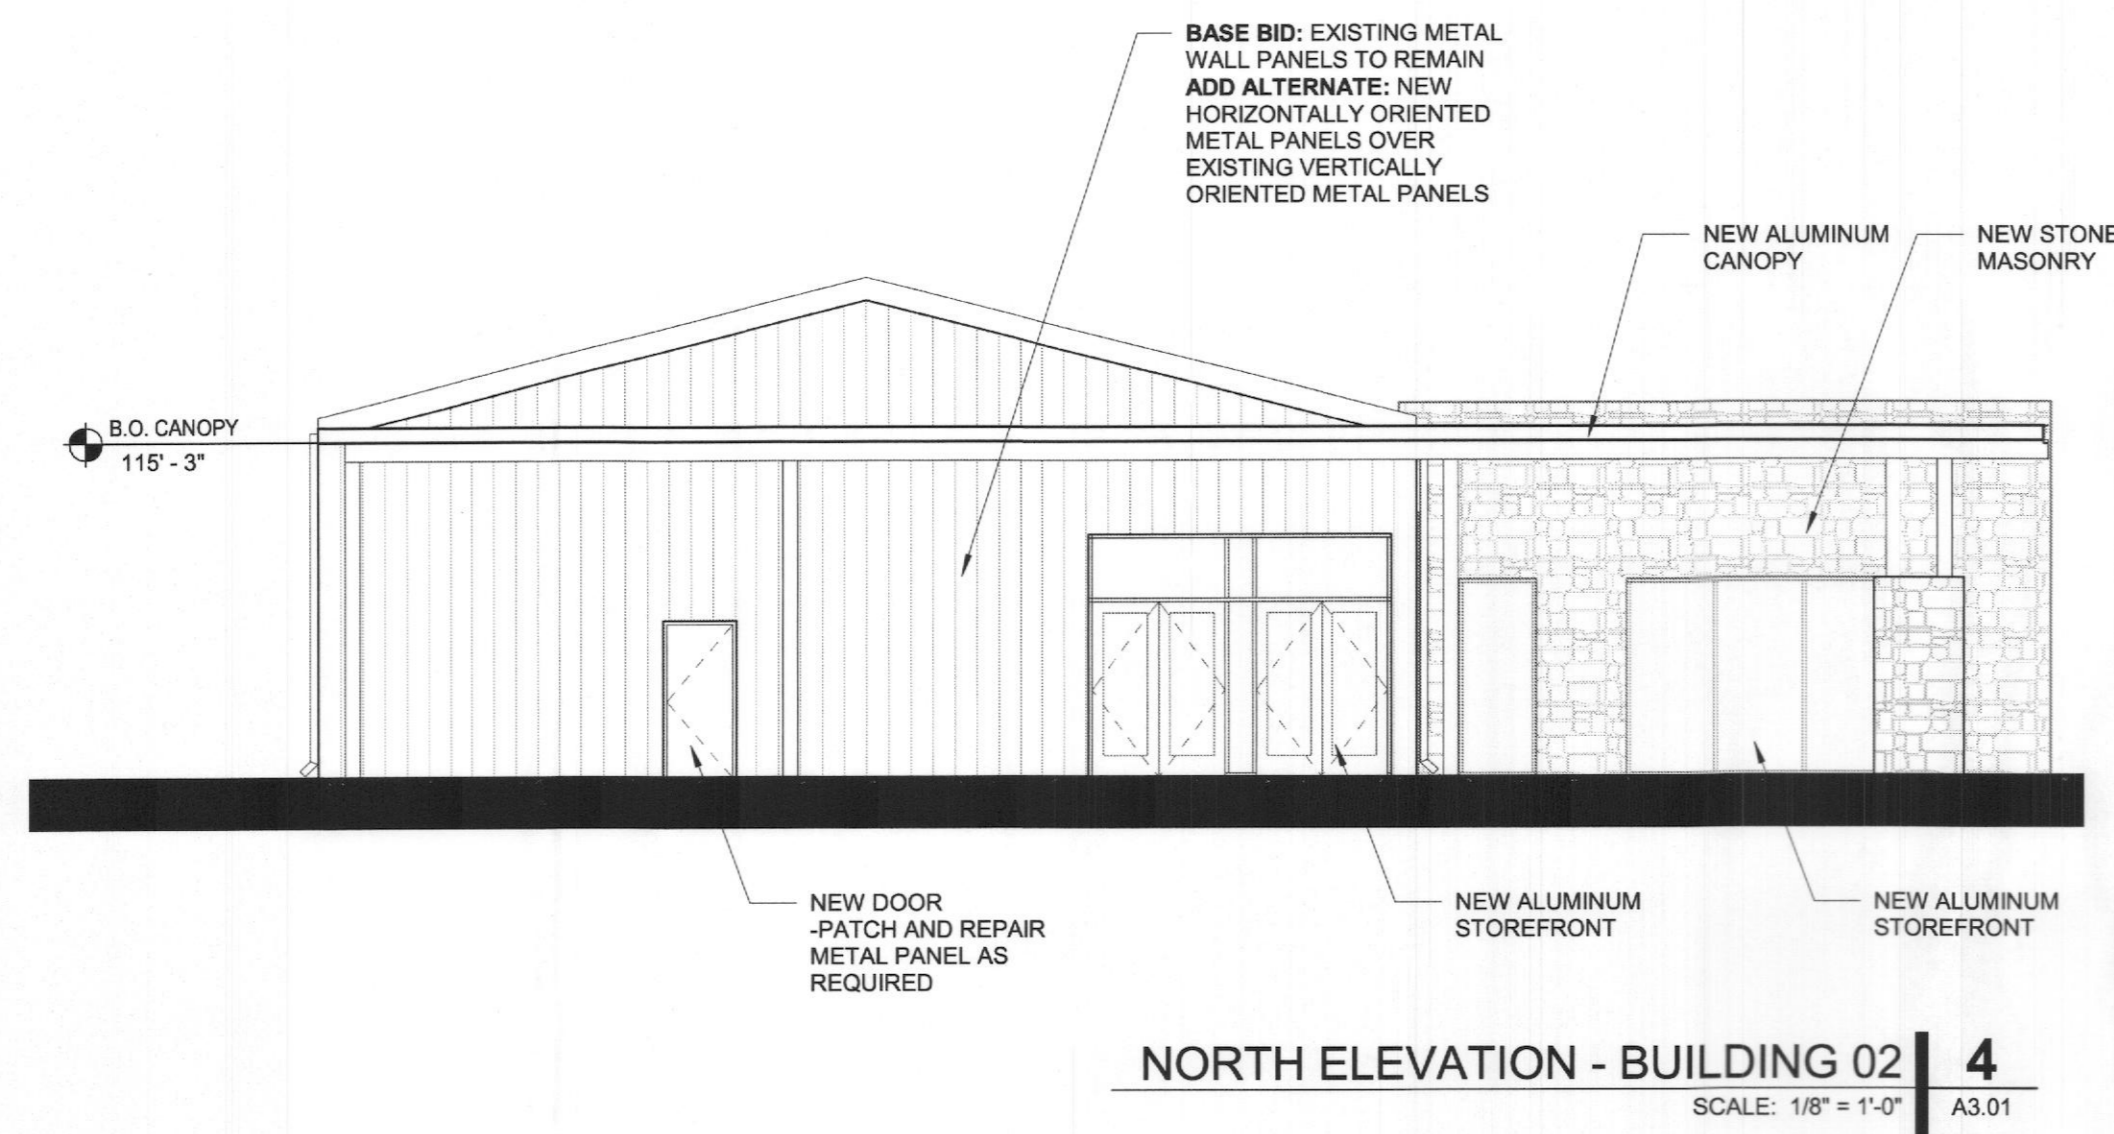 BASE BID: EXISTING METAL
WALL PANELS TO REMAIN
ADD ALTERNATE: NEW
HORIZONTALLY ORIENTED
METAL PANELS OVER
EXISTING VERTICALLY
ORIENTED METAL PANELS
NEW ALUMINUM
CANOPY
NEW STONE
MASONRY
B.O. CANOPY
115' - 3"
NEW DOOR
-PATCH AND REPAIR
METAL PANEL AS
REQUIRED
NEW ALUMINUM
STOREFRONT
NEW ALUMINUM
STOREFRONT
NORTH ELEVATION - BUILDING 02
4
SCALE: 1/8" = 1'-0"
A3.01